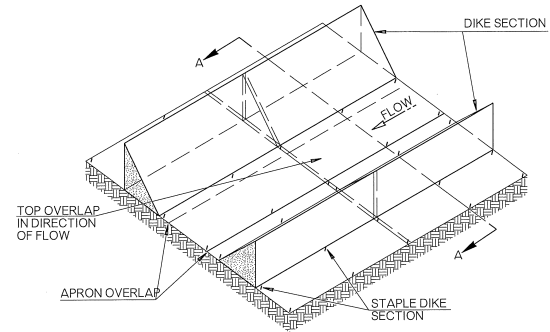 DIKE SECTION
A
FLOW
TOP OVERLAP
IN DIRECTION
OF FLOW
A
APRON OVERLAP
STAPLE DIKE
SECTION